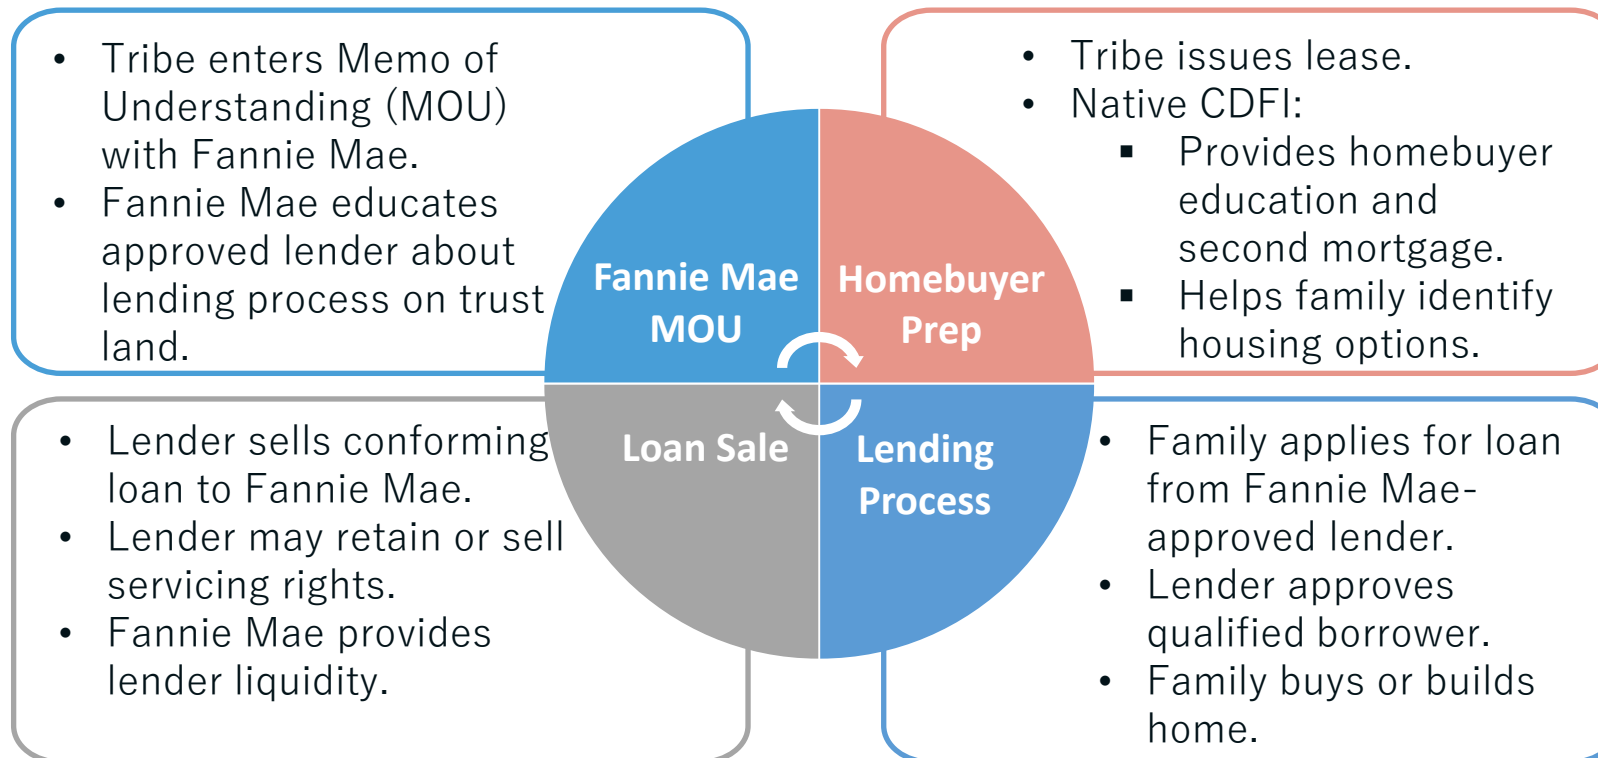 • Tribe enters Memo of
Understanding (MOU)
with Fannie Mae.
• Fannie Mae educates
approved lender about
lending process on trust
land.
• Tribe issues lease.
• Native CDFI:
▪ Provides homebuyer
education and
second mortgage.
▪ Helps family identify
housing options.
Fannie Mae
MOU
Homebuyer
Prep
Loan Sale
Lending
Process
• Lender sells conforming
loan to Fannie Mae.
• Lender may retain or sell
servicing rights.
• Fannie Mae provides
lender liquidity.
• Family applies for loan
from Fannie Mae-
approved lender.
• Lender approves
qualified borrower.
• Family buys or builds
home.